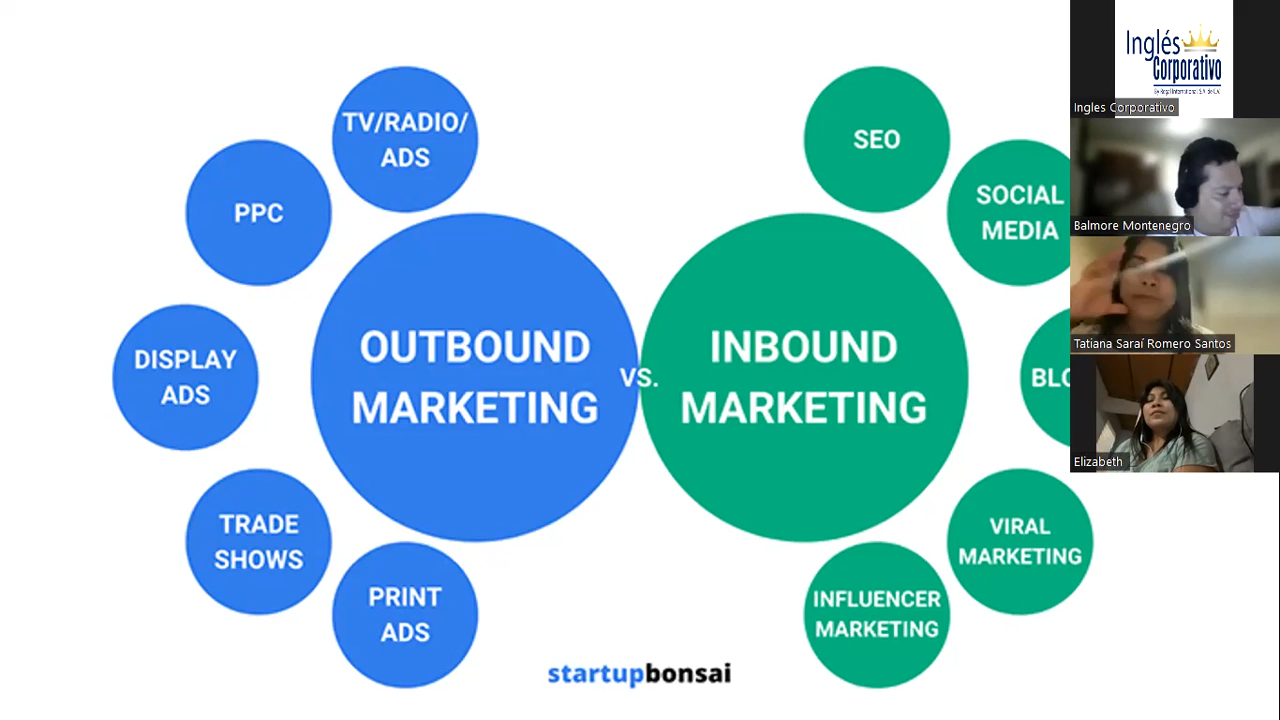 TV/RADIO/
ADS
PPC
DISPLAY
ADS
TRADE
SHOWS
PRINT
ADS
OUTBOUND
MARKETING
VS.
INBOUND
MARKETING
SEO
SOCIAL
MEDIA
BLO
VIRAL
MARKETING
INFLUENCER
MARKETING
startupbonsai
Inglés
Corporativo
Ingles Corporativo
Balmore Montenegro
Tatiana Saraí Romero Santos
Elizabeth